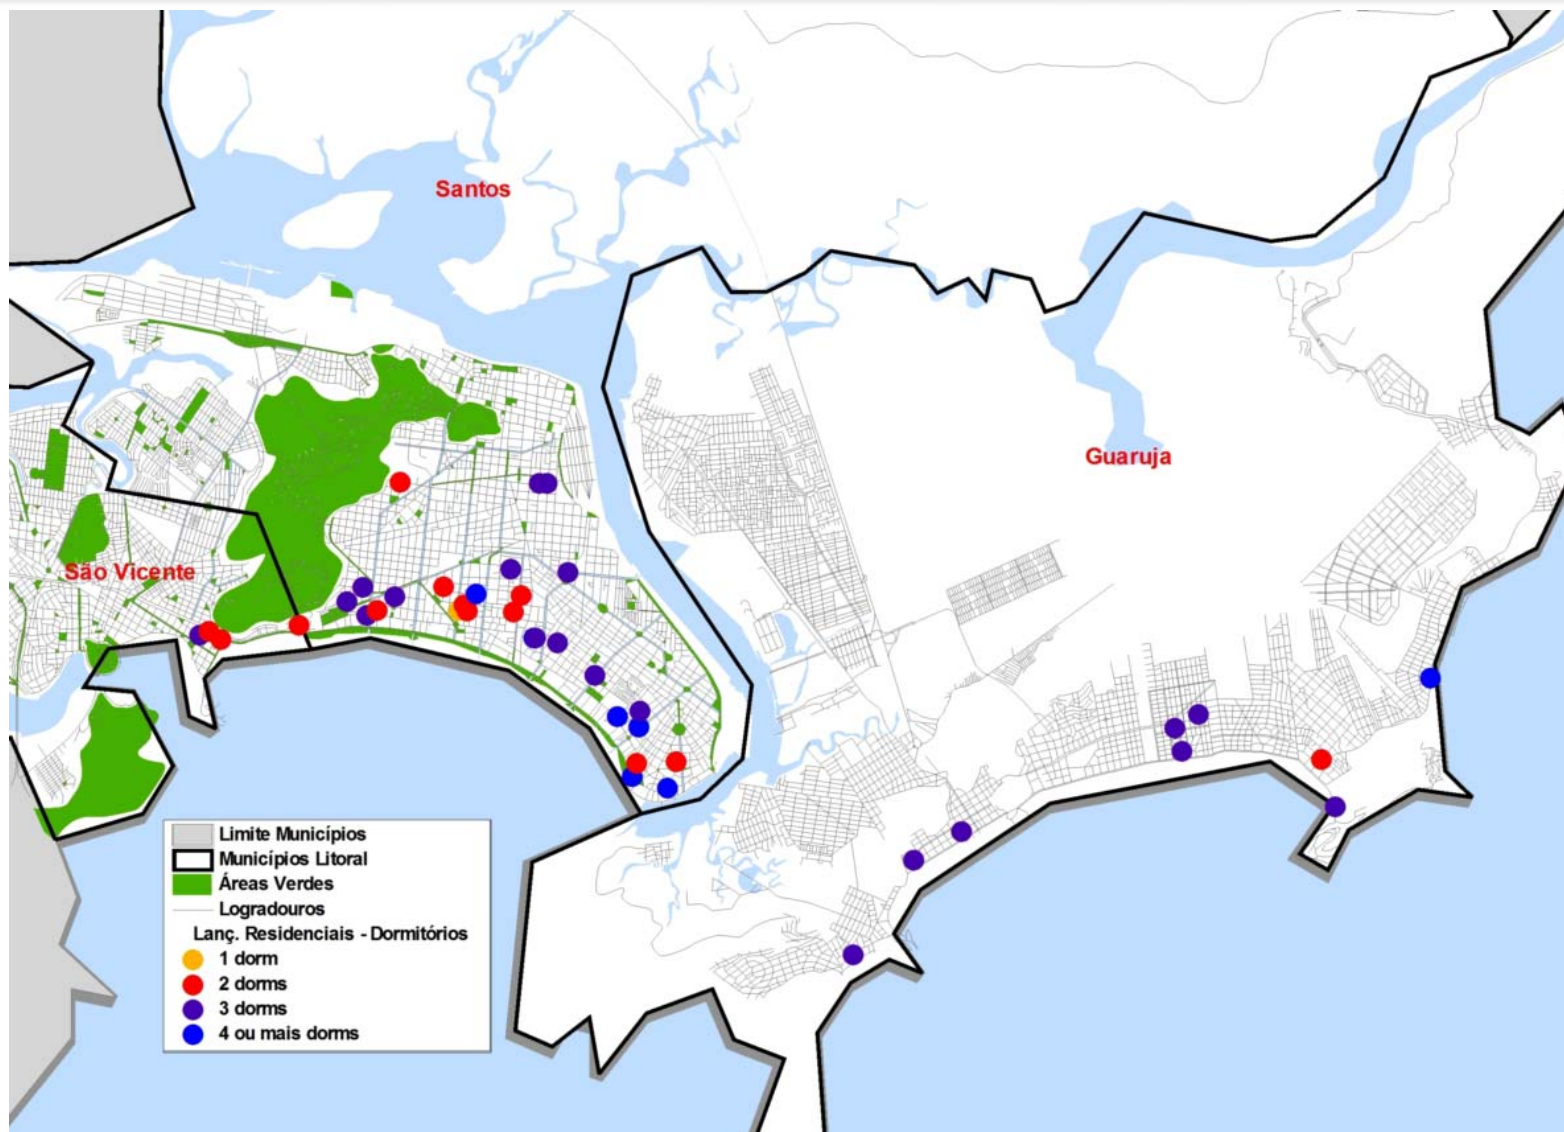 Santos
Guaruja
São Vicente
Limite Municípios
Municípios Litoral
Áreas Verdes
Logradouros
Lanç. Residenciais - Dormitórios
1 dorm
2 dorms
3 dorms
4 ou mais dorms